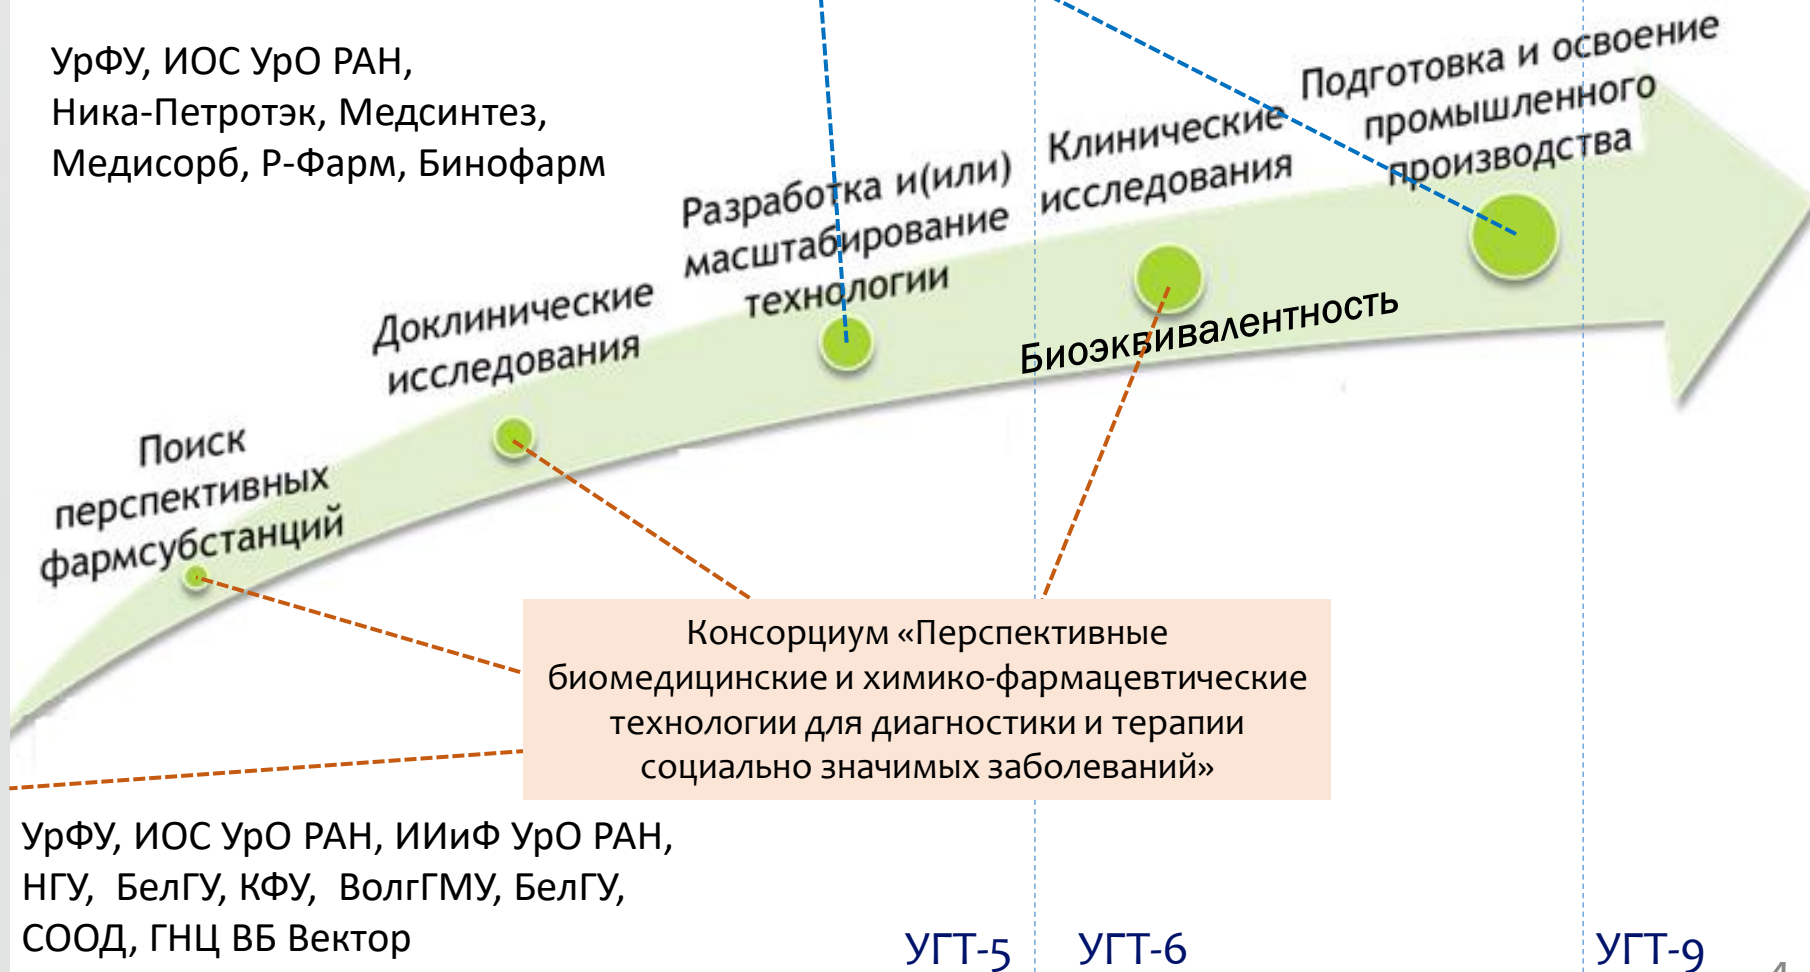 УрФУ, ИОС УрО РАН,
Ника-Петротэк, Медсинтез,
Медисорб, Р-Фарм, Бинофарм
Подготовка и освоение
промышленного
производства
Клинические
исследования
Разработка и(или)
масштабирование
технологии
Биоэквивалентность
Доклинические
исследования
Поиск
перспективных
фармсубстанций
Консорциум «Перспективные
биомедицинские и химико-фармацевтические
технологии для диагностики и терапии
социально значимых заболеваний»
УрФУ, ИОС УрО РАН, ИИиФ УрО РАН,
НГУ, БелГУ, КФУ, ВолгГМУ, БелГУ,
СООД, ГНЦ ВБ Вектор
УГТ-5 УГТ-6 УГТ-9